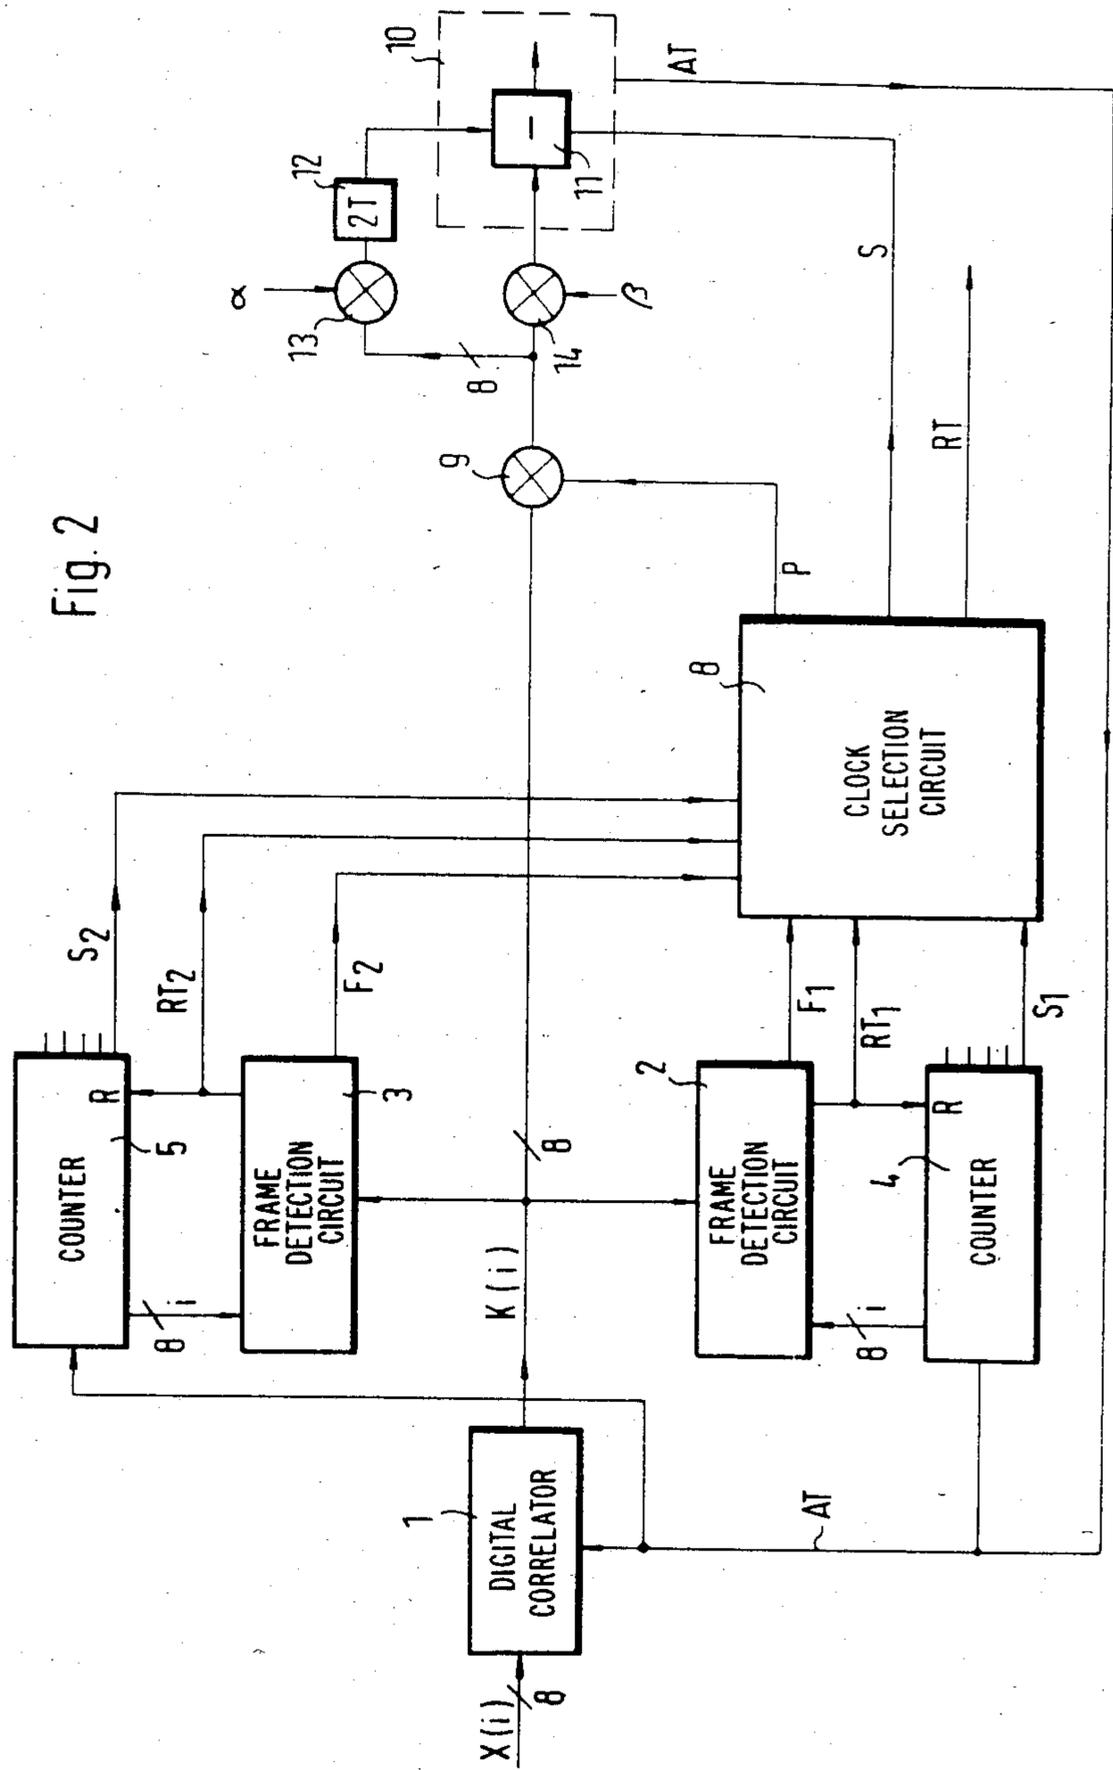 Fig. 2
COUNTER
5
R
S2
RT2
8
i
FRAME
DETECTION
CIRCUIT
3
F2
X(i)
8
DIGITAL
CORRELATOR
1
K(i)
8
9
P
8
13
α
12
2T
14
β
10
11
–
AT
S
RT
FRAME
DETECTION
CIRCUIT
2
F1
RT1
8
i
COUNTER
4
R
S1
CLOCK
SELECTION
CIRCUIT
8
AT